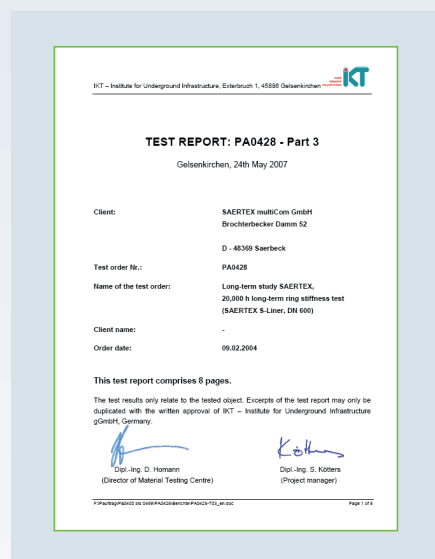 IKT – Institute for Underground Infrastructure, Exterbruch 1, 45886 Gelsenkirchen
IKT
TEST REPORT: PA0428 - Part 3
Gelsenkirchen, 24th May 2007
Client: SAERTEX multiCom GmbH
Brochterbecker Damm 52
D - 48369 Saerbeck
Test order Nr.: PA0428
Name of the test order: Long-term study SAERTEX,
20,000 h long-term ring stiffness test
(SAERTEX S-Liner, DN 600)
Client name: -
Order date: 09.02.2004
This test report comprises 8 pages.
The test results only relate to the tested object. Excerpts of the test report may only be
duplicated with the written approval of IKT – Institute for Underground Infrastructure
gGmbH, Germany.
Kötters
Dipl.-Ing. D. Homann Dipl.-Ing. S. Kötters
(Director of Material Testing Centre) (Project manager)
Page 1 of 8